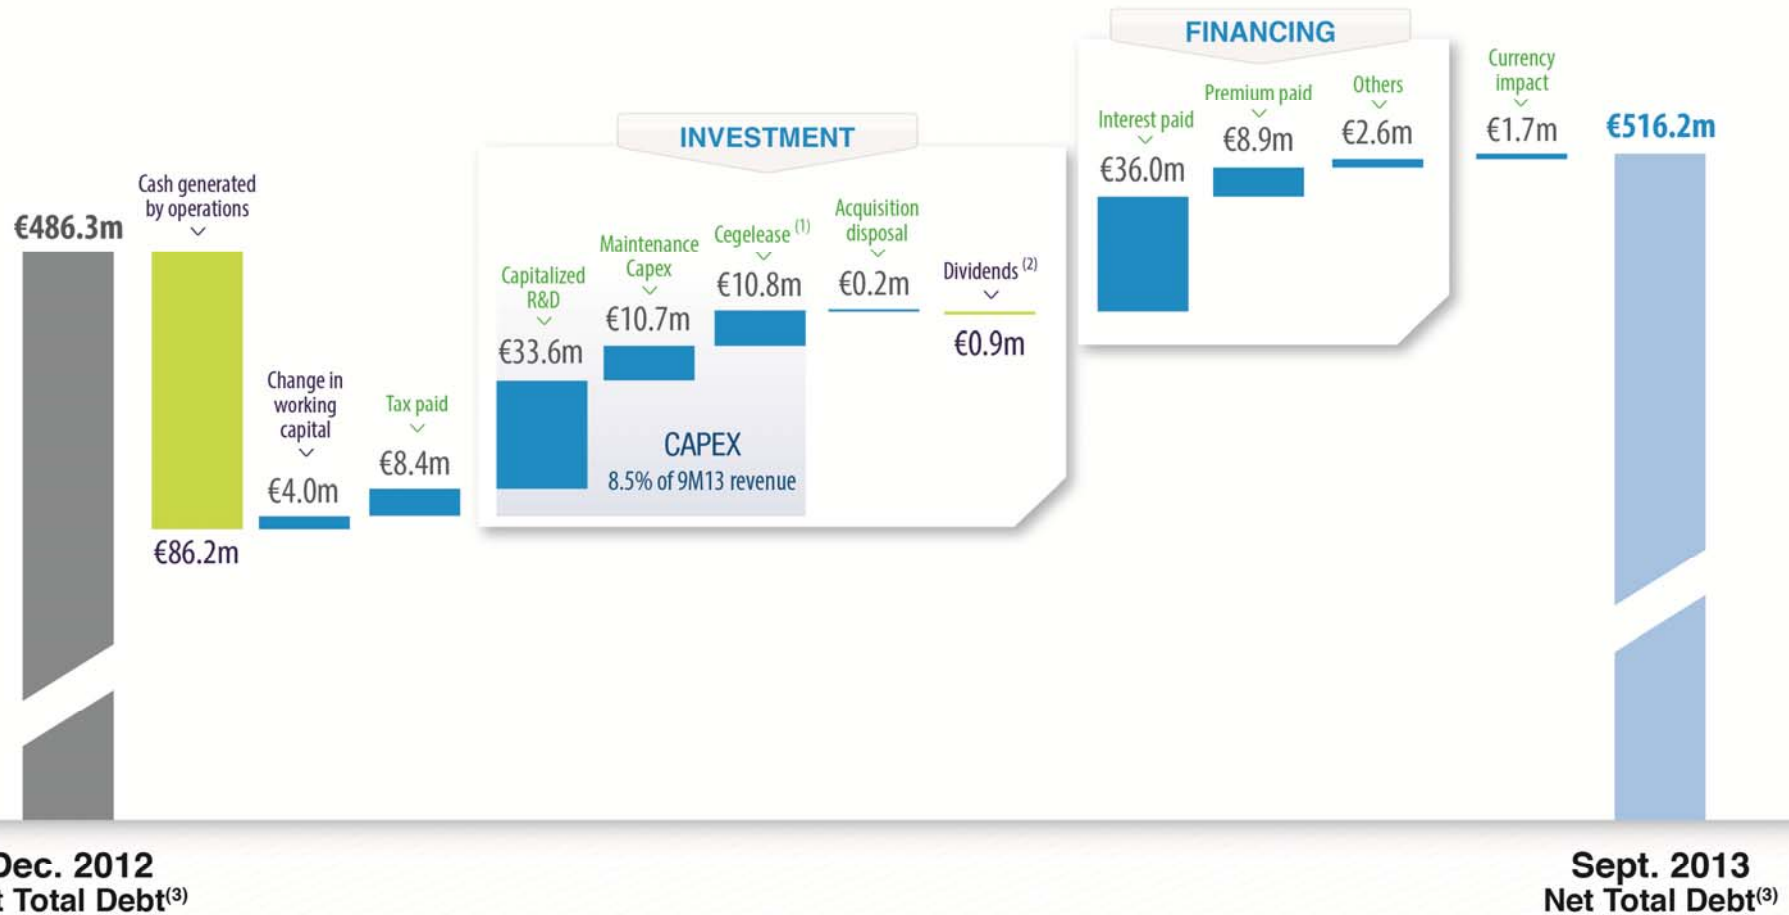 €486.3m
Cash generated
by operations
€86.2m
Change in
working
capital
€4.0m
Tax paid
€8.4m
INVESTMENT
Capitalized
R&D
€33.6m
Maintenance
Capex
€10.7m
Cegelease (1)
€10.8m
CAPEX
8.5% of 9M13 revenue
Acquisition
disposal
€0.2m
Dividends (2)
€0.9m
FINANCING
Interest paid
€36.0m
Premium paid
€8.9m
Others
€2.6m
Currency
impact
€1.7m
€516.2m
Dec. 2012
t Total Debt(3)
Sept. 2013
Net Total Debt(3)